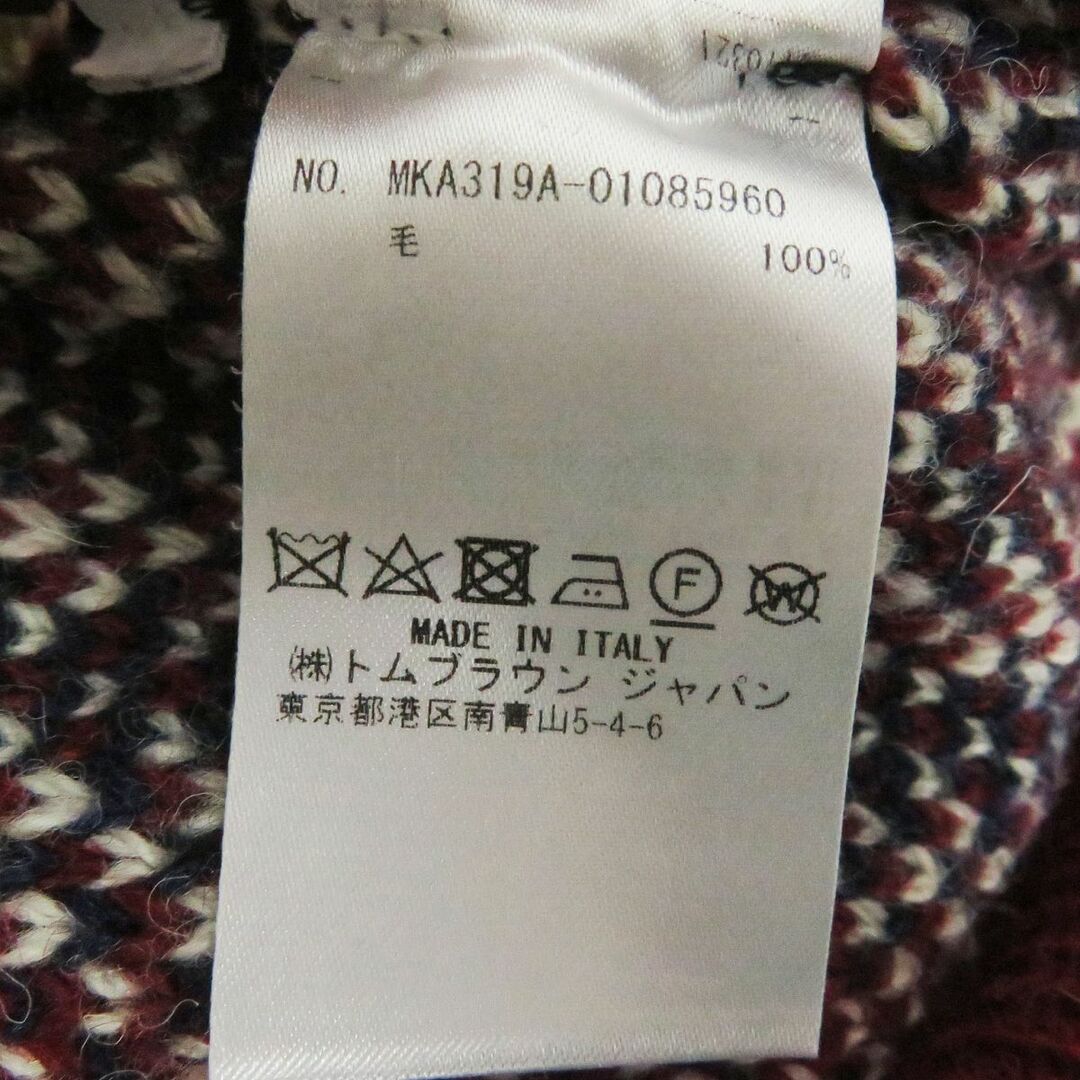 NO. MKA319A-01085960
毛 100%
F W
MADE IN ITALY
㈱トムブラウン ジャパン
東京都港区南青山5-4-6